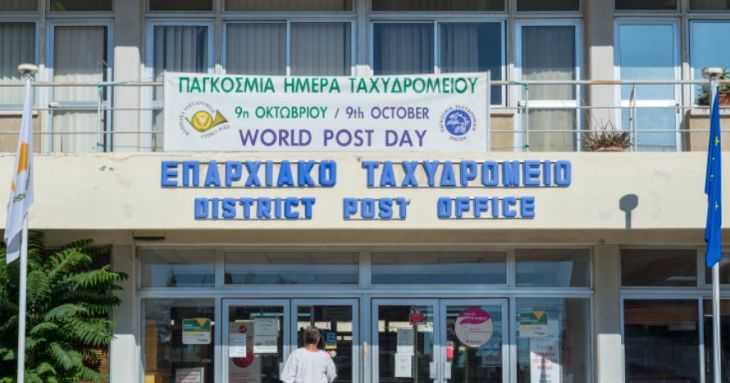 ΠΑΓΚΟΣΜΙΑ ΗΜΕΡΑ ΤΑΧΥΔΡΟΜΕΙΟΥ
9η ΟΚΤΩΒΡΙΟΥ / 9th OCTOBER
WORLD POST DAY
ΕΠΑΡΧΙΑΚΟ ΤΑΧΥΔΡΟΜΕΙΟ
DISTRICT POST OFFICE